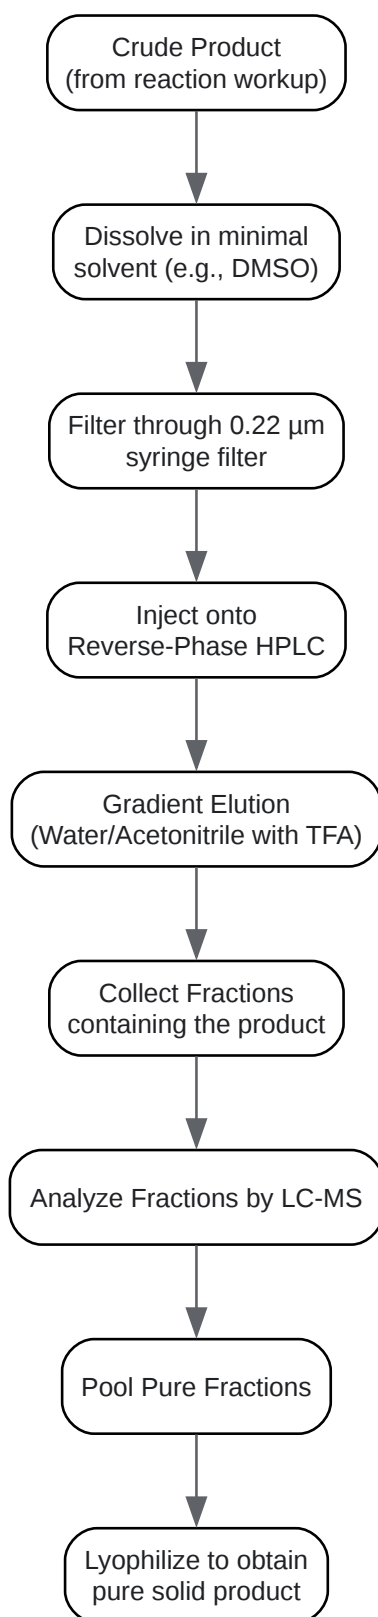 Crude Product
(from reaction workup)
Dissolve in minimal
solvent (e.g., DMSO)
Filter through 0.22 µm
syringe filter
Inject onto
Reverse-Phase HPLC
Gradient Elution
(Water/Acetonitrile with TFA)
Collect Fractions
containing the product
Analyze Fractions by LC-MS
Pool Pure Fractions
Lyophilize to obtain
pure solid product